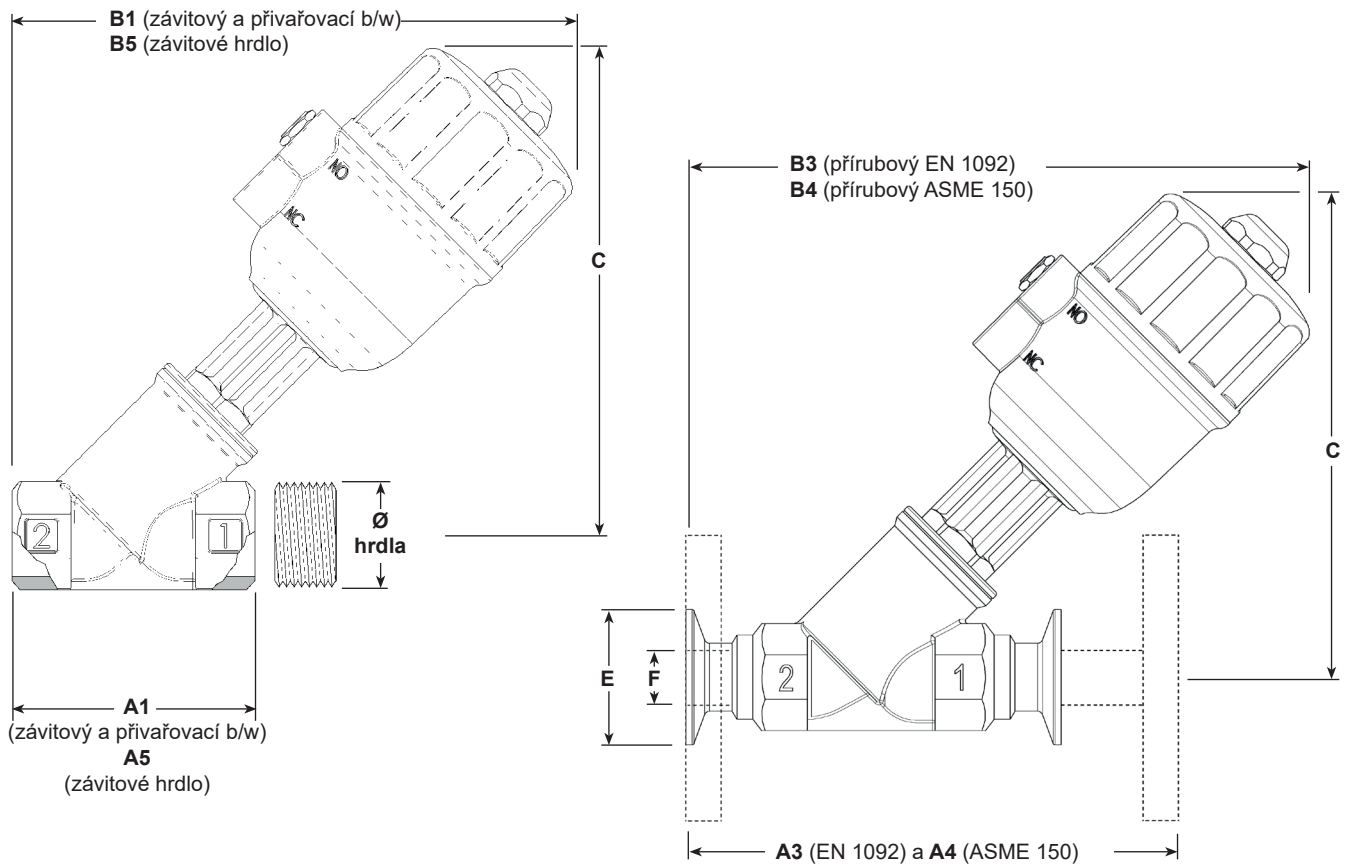 B1 (závitový a přivařovací b/w)
B5 (závitové hrdlo)
C
NO
NC
2
1
Ø
hrdla
A1
(závitový a přivařovací b/w)
A5
(závitové hrdlo)
B3 (přírubový EN 1092)
B4 (přírubový ASME 150)
C
NO
NC
E
F
2
1
A3 (EN 1092) a A4 (ASME 150)